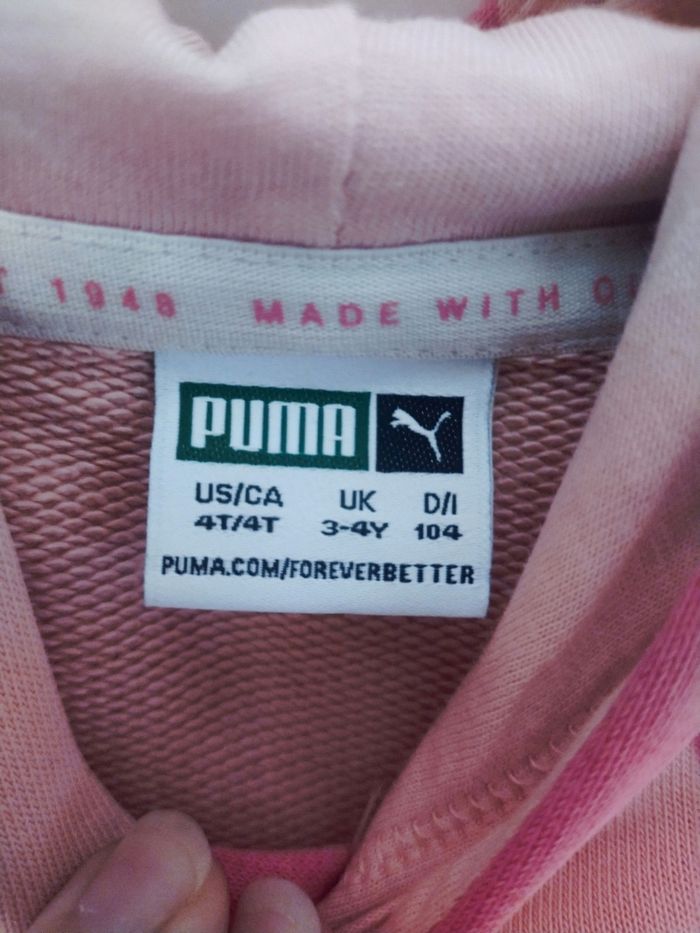 1948 MADE WITH
PUMA
US/CA UK D/I
4T/4T 3-4Y 104
PUMA.COM/FOREVERBETTER